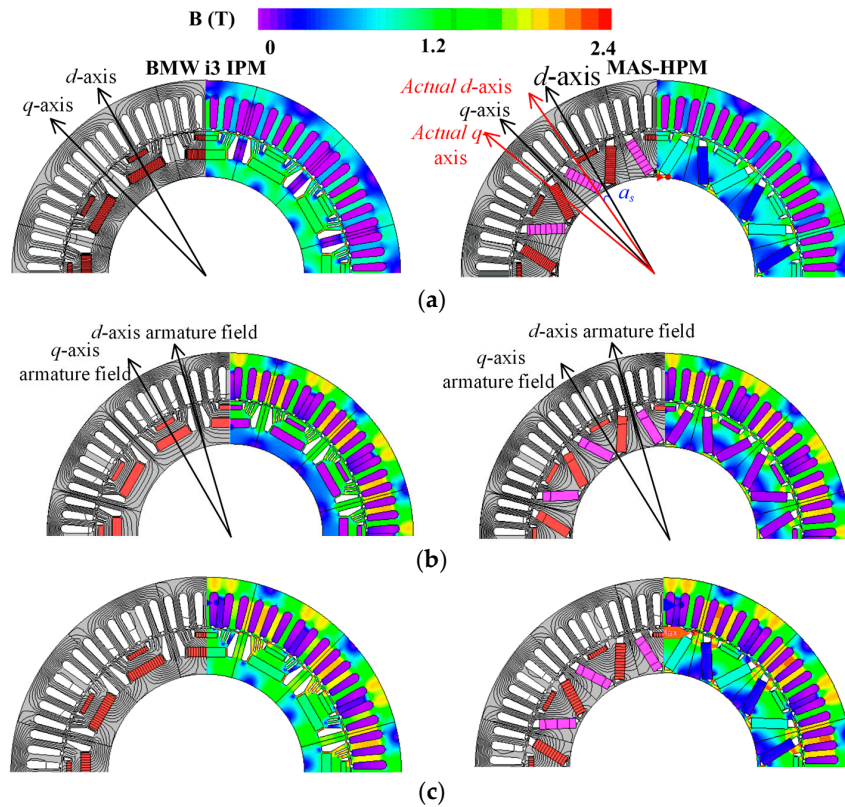 B (T)
0
1.2
2.4
BMW i3 IPM
MAS-HPM
d-axis
q-axis
Actual d-axis
d-axis
q-axis
Actual q
axis
as
(a)
d-axis armature field
q-axis
armature field
d-axis armature field
q-axis
armature field
(b)
(c)